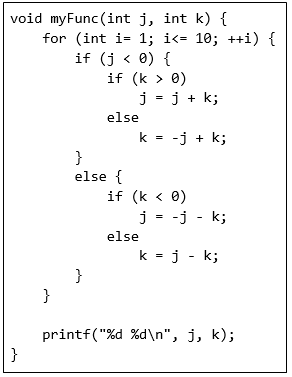 void myFunc(int j, int k) {
    for (int i= 1; i<= 10; ++i) {
        if (j < 0) {
            if (k > 0)
                j = j + k;
            else
                k = -j + k;
        }
        else {
            if (k < 0)
                j = -j - k;
            else
                k = j - k;
        }
    }

    printf("%d %d\n", j, k);
}